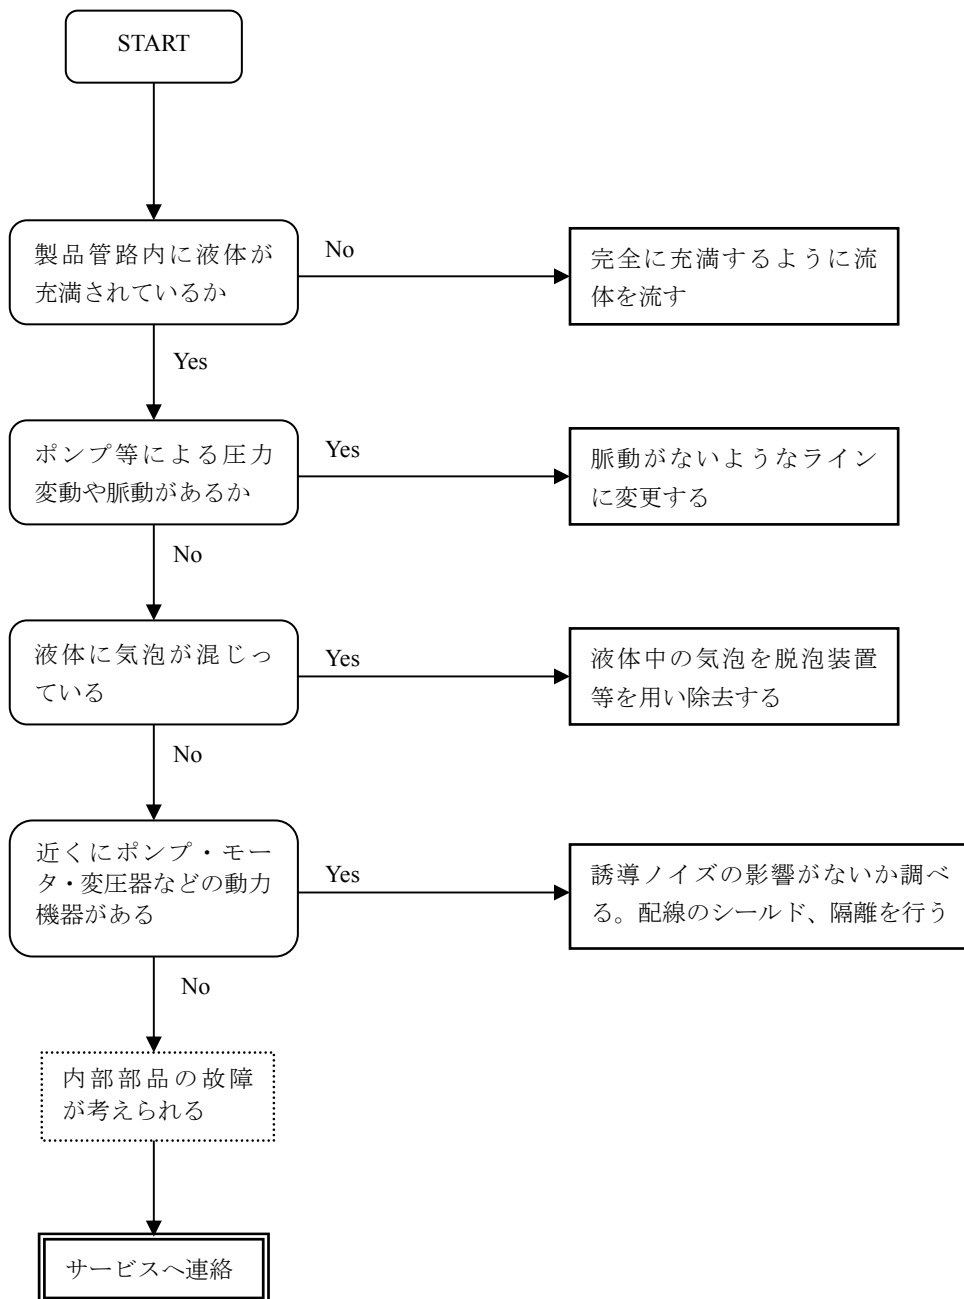 START
製品管路内に液体が
充満されているか
No
完全に充満するように流
体を流す
Yes
ポンプ等による圧力
変動や脈動があるか
Yes
脈動がないようなライン
に変更する
No
液体に気泡が混じっ
ている
Yes
液体中の気泡を脱泡装置
等を用い除去する
No
近くにポンプ・モー
タ・変圧器などの動力
機器がある
Yes
誘導ノイズの影響がないか調べ
る。配線のシールド、隔離を行う
No
内部部品の故障
が考えられる
サービスへ連絡